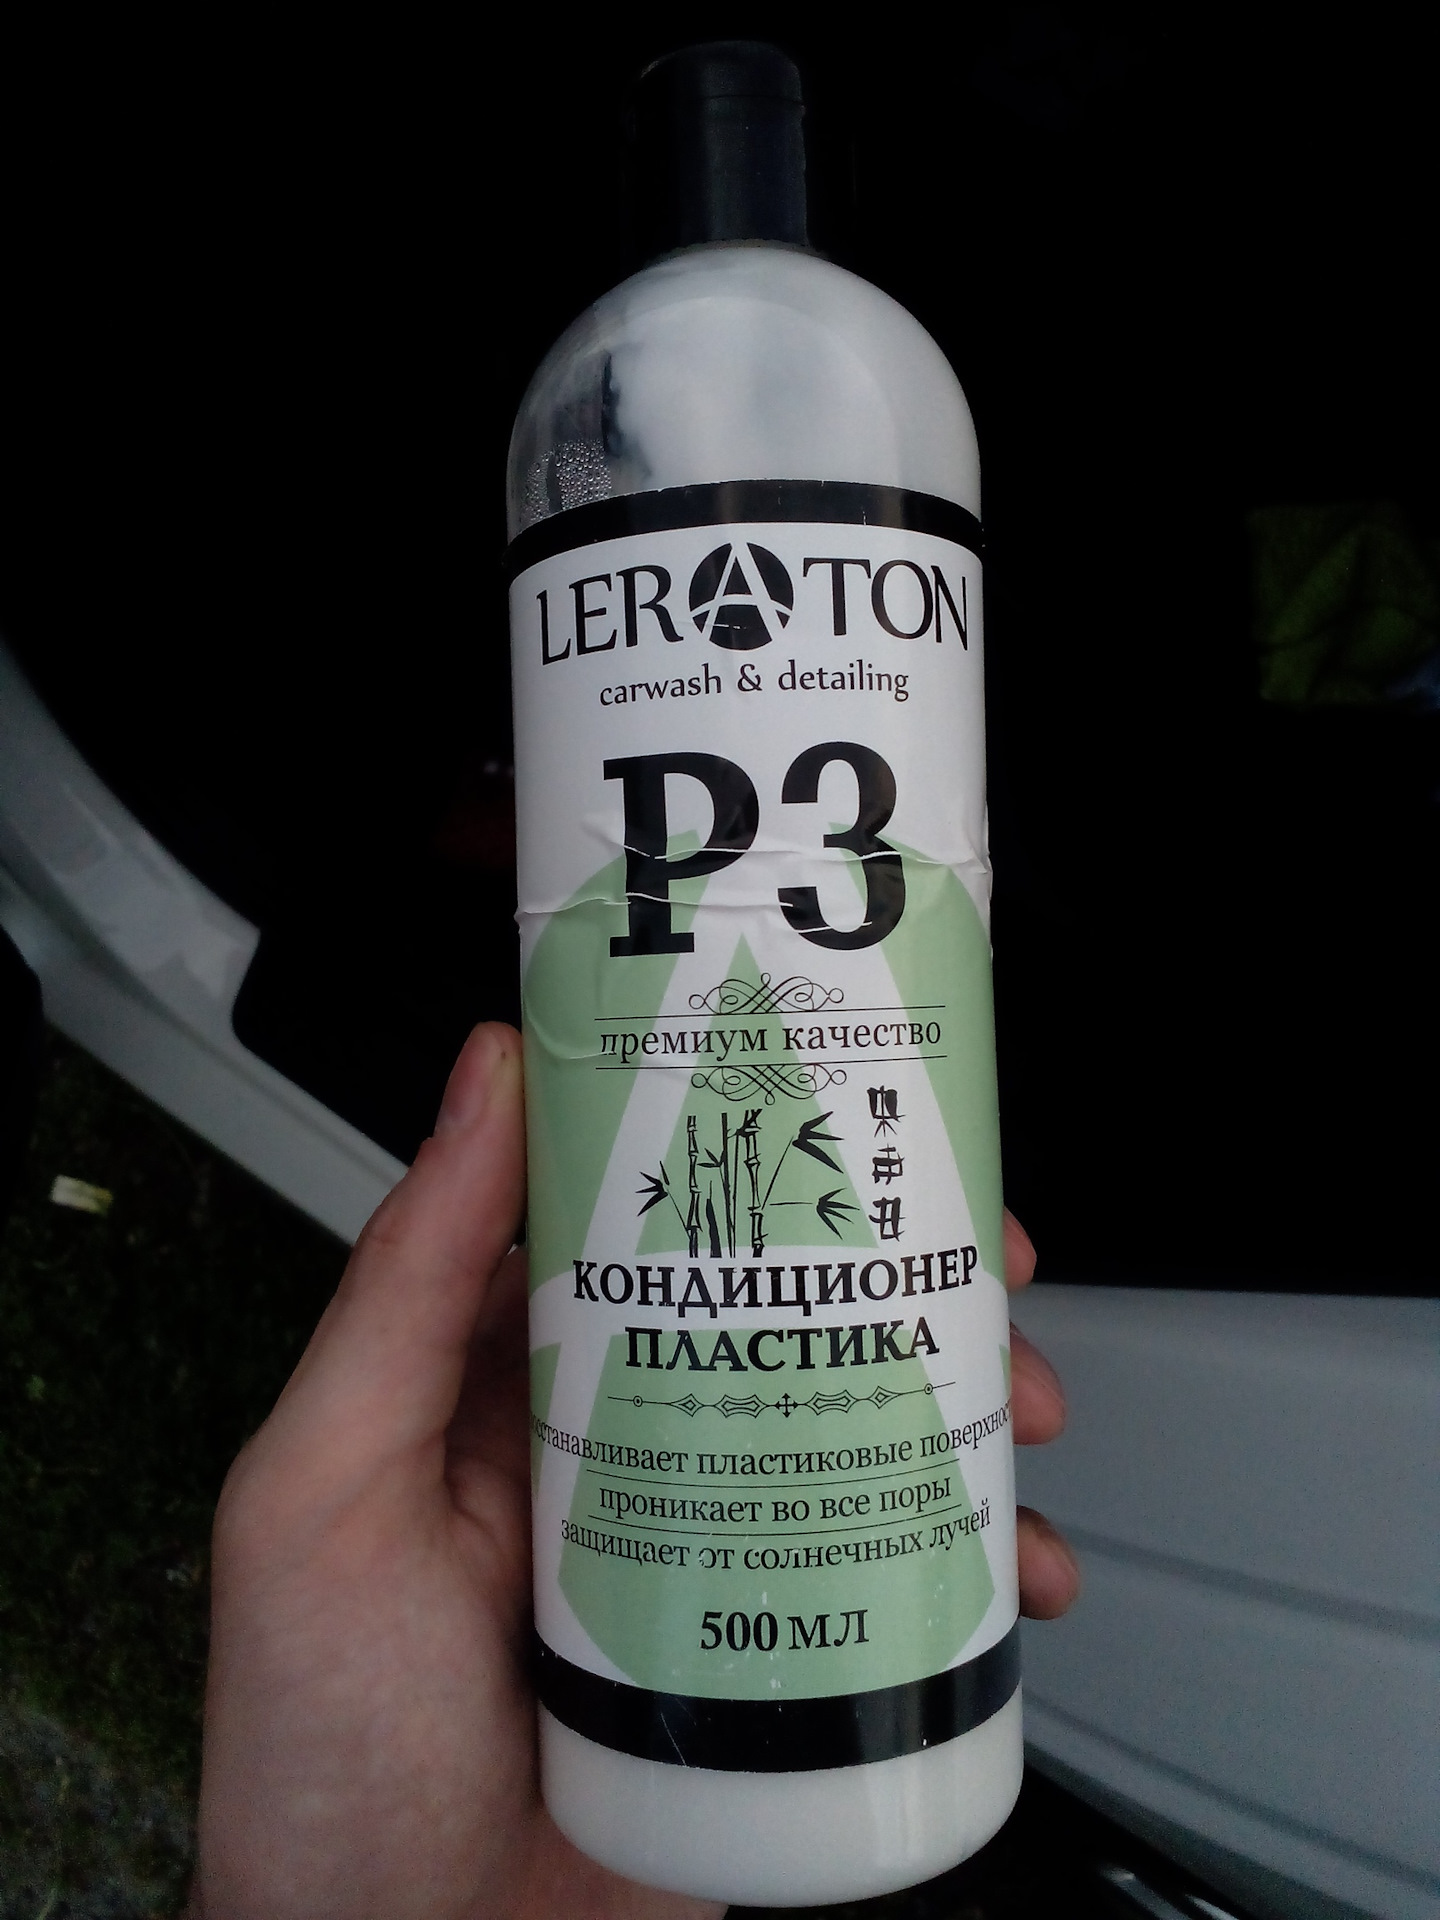 LERATON
carwash & detailing
P3
премиум качество
КОНДИЦИОНЕР
ПЛАСТИКА
пластиковые
проникает во все поры
защищает от солнечных лучей
500 МЛ